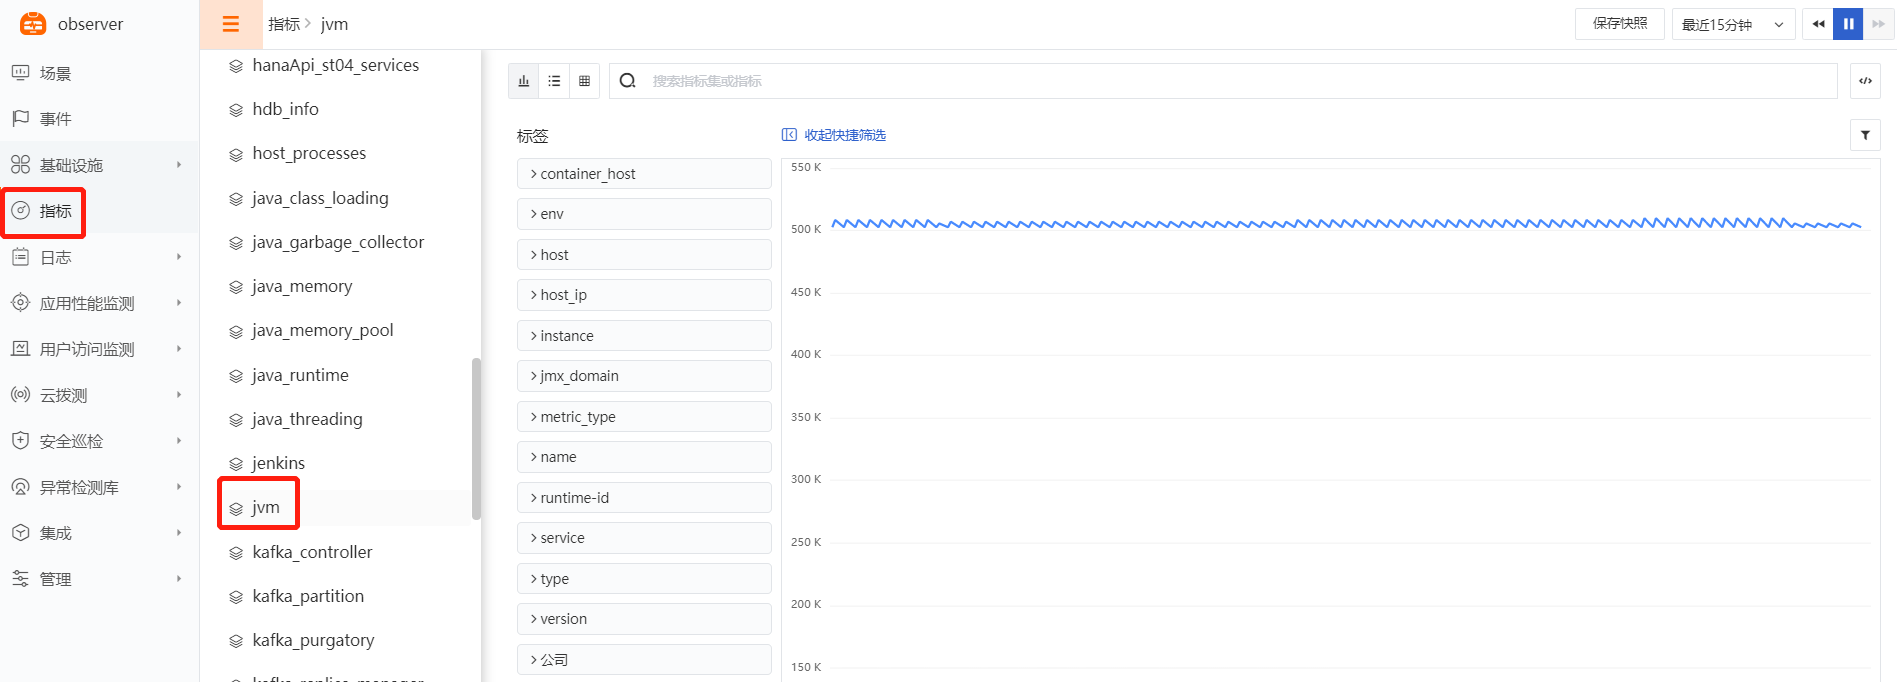 observer
场景
事件
基础设施
指标
日志
应用性能监测
用户访问监测
云拨测
安全巡检
异常检测库
集成
管理
指标 > jvm
保存快照
最近15分钟
hanaApi_st04_services
hdb_info
host_processes
java_class_loading
java_garbage_collector
java_memory
java_memory_pool
java_runtime
java_threading
jenkins
jvm
kafka_controller
kafka_partition
kafka_purgatory
搜索指标集或指标
标签
收起快捷筛选
container_host
env
host
host_ip
instance
jmx_domain
metric_type
name
runtime-id
service
type
version
公司
550 K
500 K
450 K
400 K
350 K
300 K
250 K
200 K
150 K